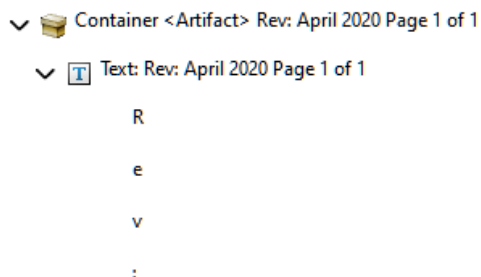 Container <Artifact> Rev: April 2020 Page 1 of 1
T Text: Rev: April 2020 Page 1 of 1
R
e
v
: